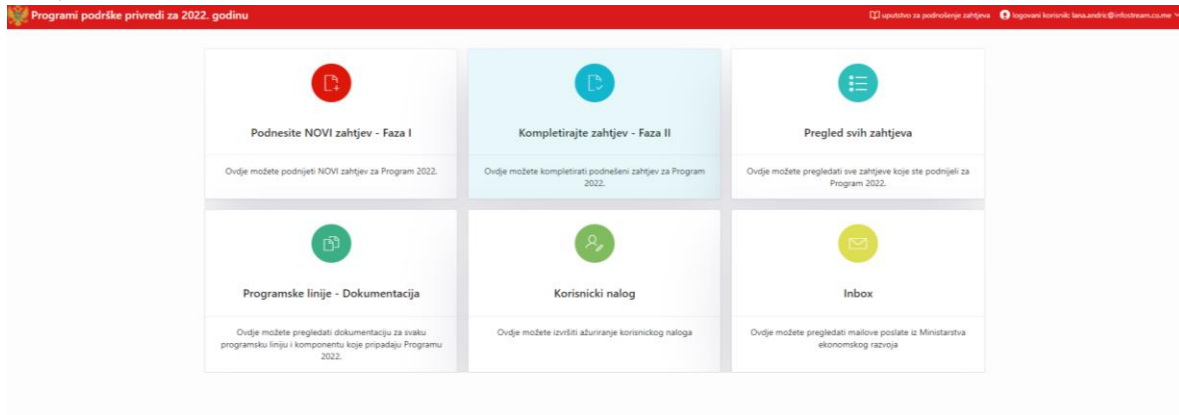 Programi podrške privredi za 2022. godinu
uputstvo za podnošenje zahtjeva
logovani korisnik: lana.andric@infostream.co.me
Podnesite NOVI zahtjev - Faza I
Ovdje možete podnijeti NOVI zahtjev za Program 2022.
Kompletirajte zahtjev - Faza II
Ovdje možete kompletirati podnešeni zahtjev za Program
2022.
Pregled svih zahtjeva
Ovdje možete pregledati sve zahtjeve koje ste podnijeli za
Program 2022.
Programske linije - Dokumentacija
Ovdje možete pregledati dokumentaciju za svaku
programsku liniju i komponentu koje pripadaju Programu
2022.
Korisnicki nalog
Ovdje možete izvršiti ažuriranje korisnickog naloga
Inbox
Ovdje možete pregledati mailove poslate iz Ministarstva
ekonomskog razvoja